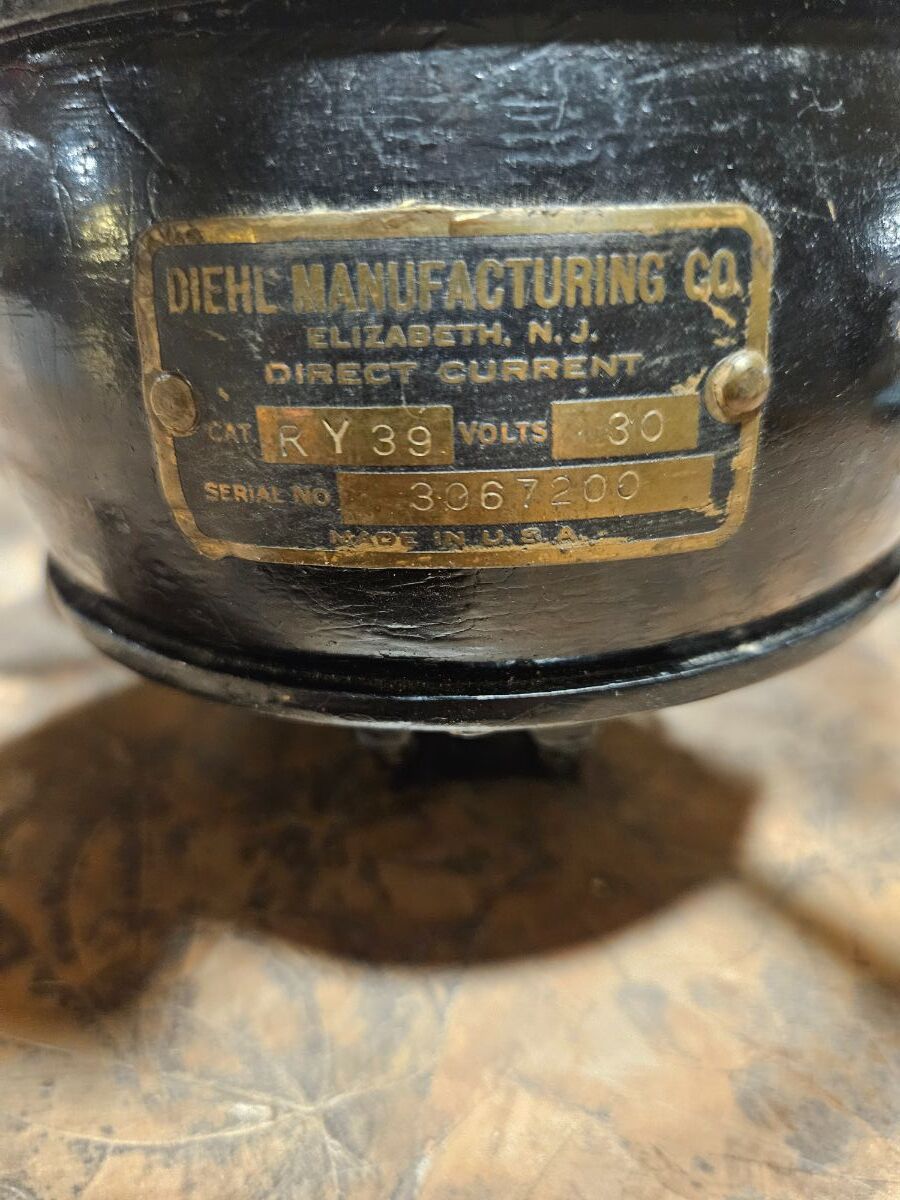 DIEHL MANUFACTURING CO.
ELIZABETH, N. J.
DIRECT CURRENT
CAT. RY39 VOLTS 30
SERIAL NO 3067200
MADE IN U.S.A.